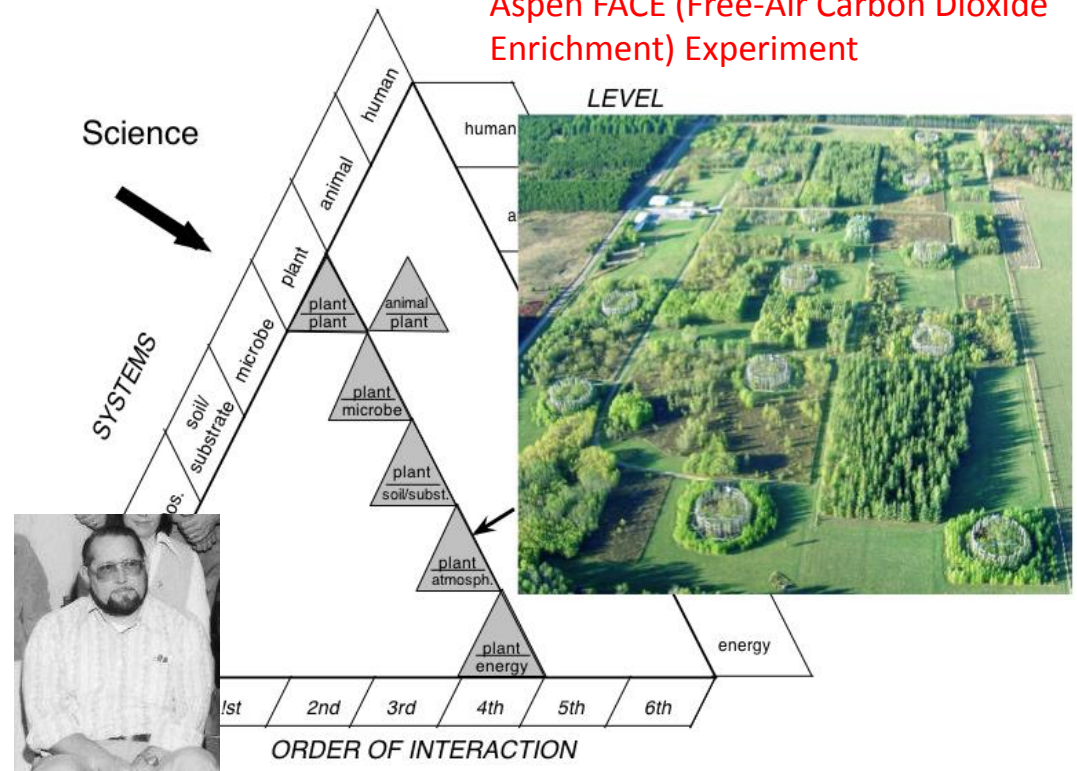 Aspen FACE (Free-Air Carbon Dioxide
Enrichment) Experiment
LEVEL
Science
human
human
animal
a
plant
plant
plant
animal
plant
microbe
plant
microbe
SYSTEMS
soil/
substrate
plant
soil/subst.
os.
plant
atmosph.
plant
energy
energy
1st
2nd
3rd
4th
5th
6th
ORDER OF INTERACTION